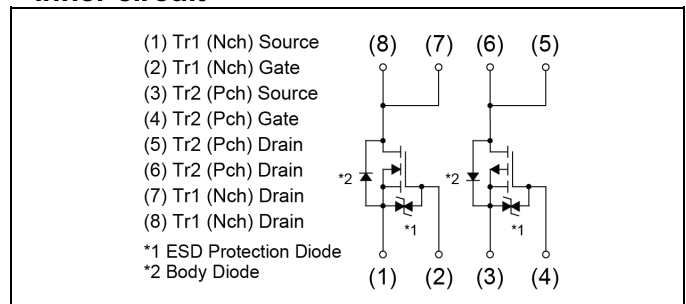 (1) Tr1 (Nch) Source
(2) Tr1 (Nch) Gate
(3) Tr2 (Pch) Source
(4) Tr2 (Pch) Gate
(5) Tr2 (Pch) Drain
(6) Tr2 (Pch) Drain
(7) Tr1 (Nch) Drain
(8) Tr1 (Nch) Drain
*1 ESD Protection Diode
*2 Body Diode
(8) (7) (6) (5)
*2 *2
*1 *1
(1) (2) (3) (4)